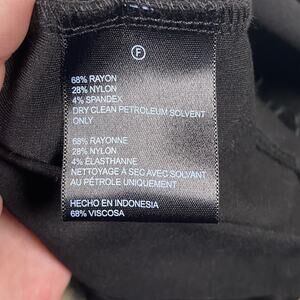 F
68% RAYON
28% NYLON
4% SPANDEX
DRY CLEAN PETROLEUM SOLVENT
ONLY
68% RAYONNE
28% NYLON
4% ÉLASTHANNE
NETTOYAGE À SEC AVEC SOLVANT
AU PÉTROLE UNIQUEMENT
HECHO EN INDONESIA
68% VISCOSA